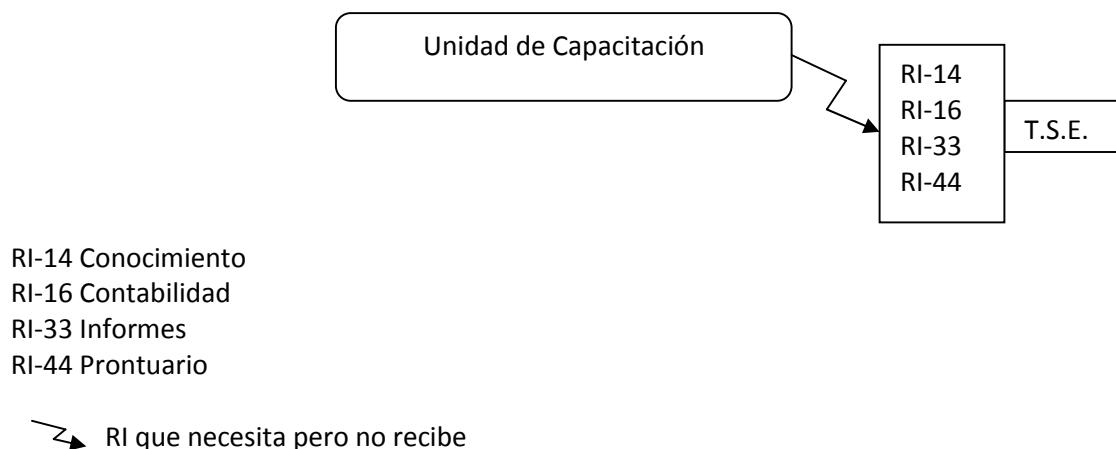 Unidad de Capacitación
RI-14
RI-16
RI-33
RI-44
T.S.E.
RI-14 Conocimiento
RI-16 Contabilidad
RI-33 Informes
RI-44 Prontuario
RI que necesita pero no recibe